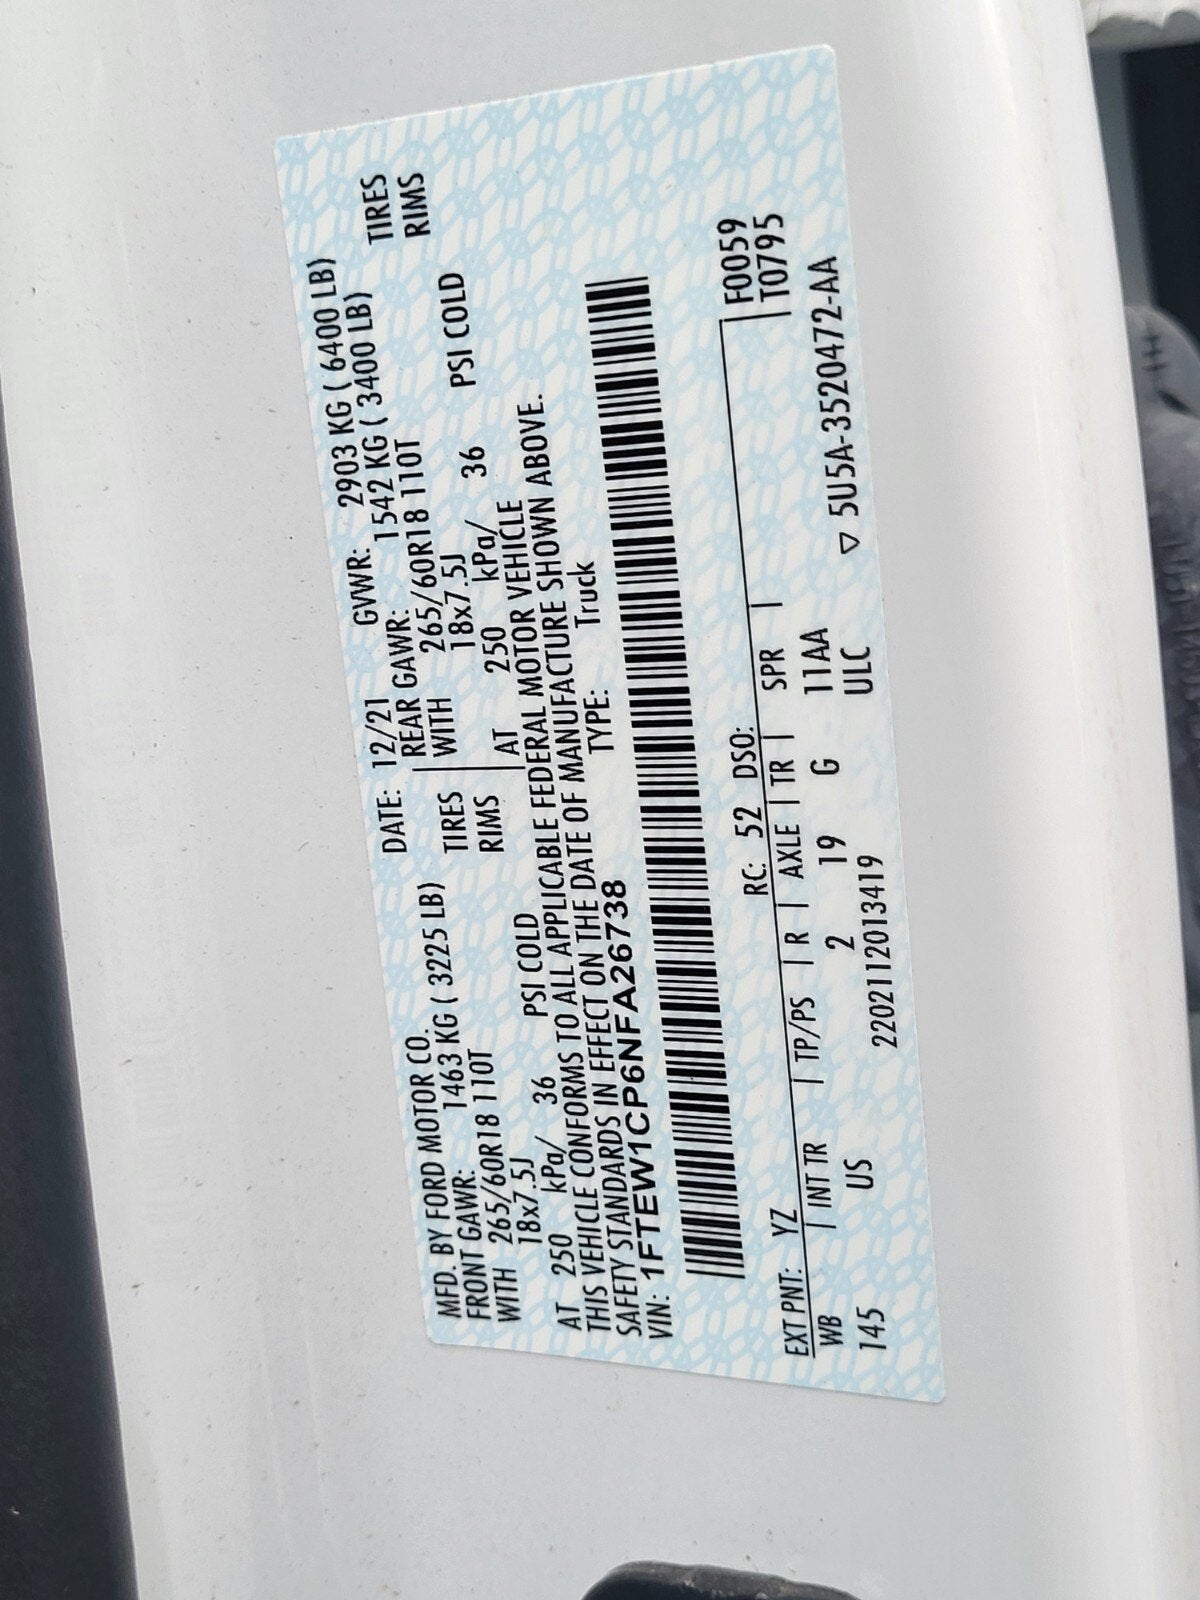 MFD. BY FORD MOTOR CO. DATE: 12/21 GVWR: 2903 KG ( 6400 LB)
FRONT GAWR: 1463 KG ( 3225 LB) REAR GAWR: 1542 KG ( 3400 LB)
WITH 265/60R18 110T TIRES WITH 265/60R18 110T TIRES
18x7.5J RIMS 18x7.5J RIMS
AT 250 kPa/ 36 PSI COLD AT 250 kPa/ 36 PSI COLD
THIS VEHICLE CONFORMS TO ALL APPLICABLE FEDERAL MOTOR VEHICLE
SAFETY STANDARDS IN EFFECT ON THE DATE OF MANUFACTURE SHOWN ABOVE.
VIN: 1FTEW1CP6NFA26738 TYPE: Truck
EXT PNT: YZ RC: 52 DSO: F0059
WB INT TR TP/PS R AXLE TR SPR T0795
145 US 2 19 G 11AA
2202112013419 ULC ▽ 5U5A-3520472-AA